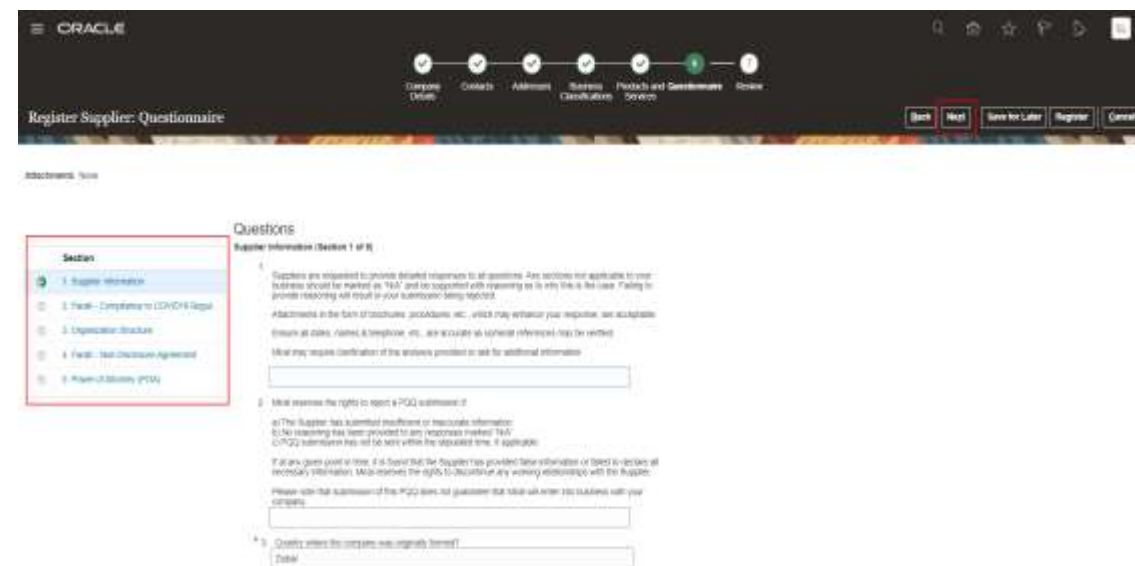 ORACLE
Company Details
Contacts
Addresses
Business Classifications
Products and Services
Questionnaire
Review
Register Supplier: Questionnaire
Back
Next
Save for Later
Register
Cancel
Attachments None
Questions
Supplier Information (Section 1 of 5)
Section
1. Supplier Information
3. Organization Structure
5. Power of Attorney (POA)
1
Suppliers are requested to provide detailed responses to all questions. Any sections not applicable to your
business should be marked as "N/A" and be supported with reasoning as to why this is the case. Failing to
provide reasoning will result in your submission being rejected.
Attachments in the form of brochures, procedures, etc., which may enhance your response, are acceptable
Ensure all dates, names & telephone, etc., are accurate as
references may be verified
may require clarification of the answers provided or ask for additional information
2
reserves the rights to reject a PQQ submission if
a) The Supplier has submitted insufficient or inaccurate information
b) No reasoning has been provided to any responses marked "N/A"
c) PQQ submission has not be sent within the stipulated time, if applicable
If at any given point in time, it is found that the Supplier has provided false information or failed to declare all
necessary information,
reserves the rights to discontinue any working relationships with the Supplier
Please note that submission of this PQQ does not guarantee that
will enter into business with your
company
* 3. Country where the company was originally formed?
Dubai